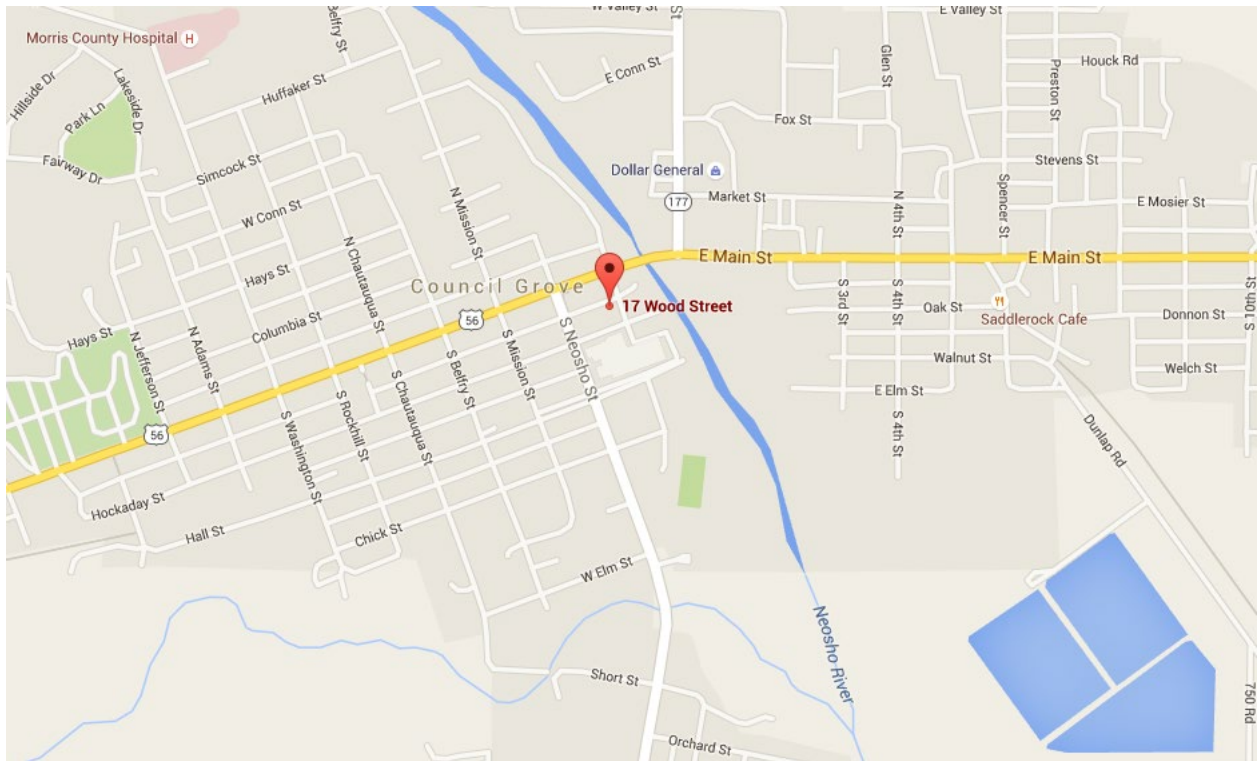 W Valley St
E Valley St
St
Belfry St
Morris County Hospital H
Glen St
Houck Rd
Hillside Dr
Lakeside Dr
Park Ln
E Conn St
Preston St
Huffaker St
Fox St
Fairway Dr
Simcock St
Stevens St
Dollar General
N Mission St
Market St
177
N 4th St
Spencer St
E Mosier St
W Conn St
N Chautauqua St
E Main St
E Main St
Hays St
Council Grove
17 Wood Street
S 3rd St
S 4th St
Oak St
Saddlerock Cafe
Donnon St
S 10th St
Columbia St
56
Hays St
N Jefferson St
N Adams St
S Neosho St
S Mission St
S Belfry St
Walnut St
Welch St
E Elm St
S Chautauqua St
S Rockhill St
S Washington St
56
S 4th St
Dunlap Rd
Hockaday St
Hall St
Chick St
W Elm St
Neosho River
Short St
750 Rd
Orchard St